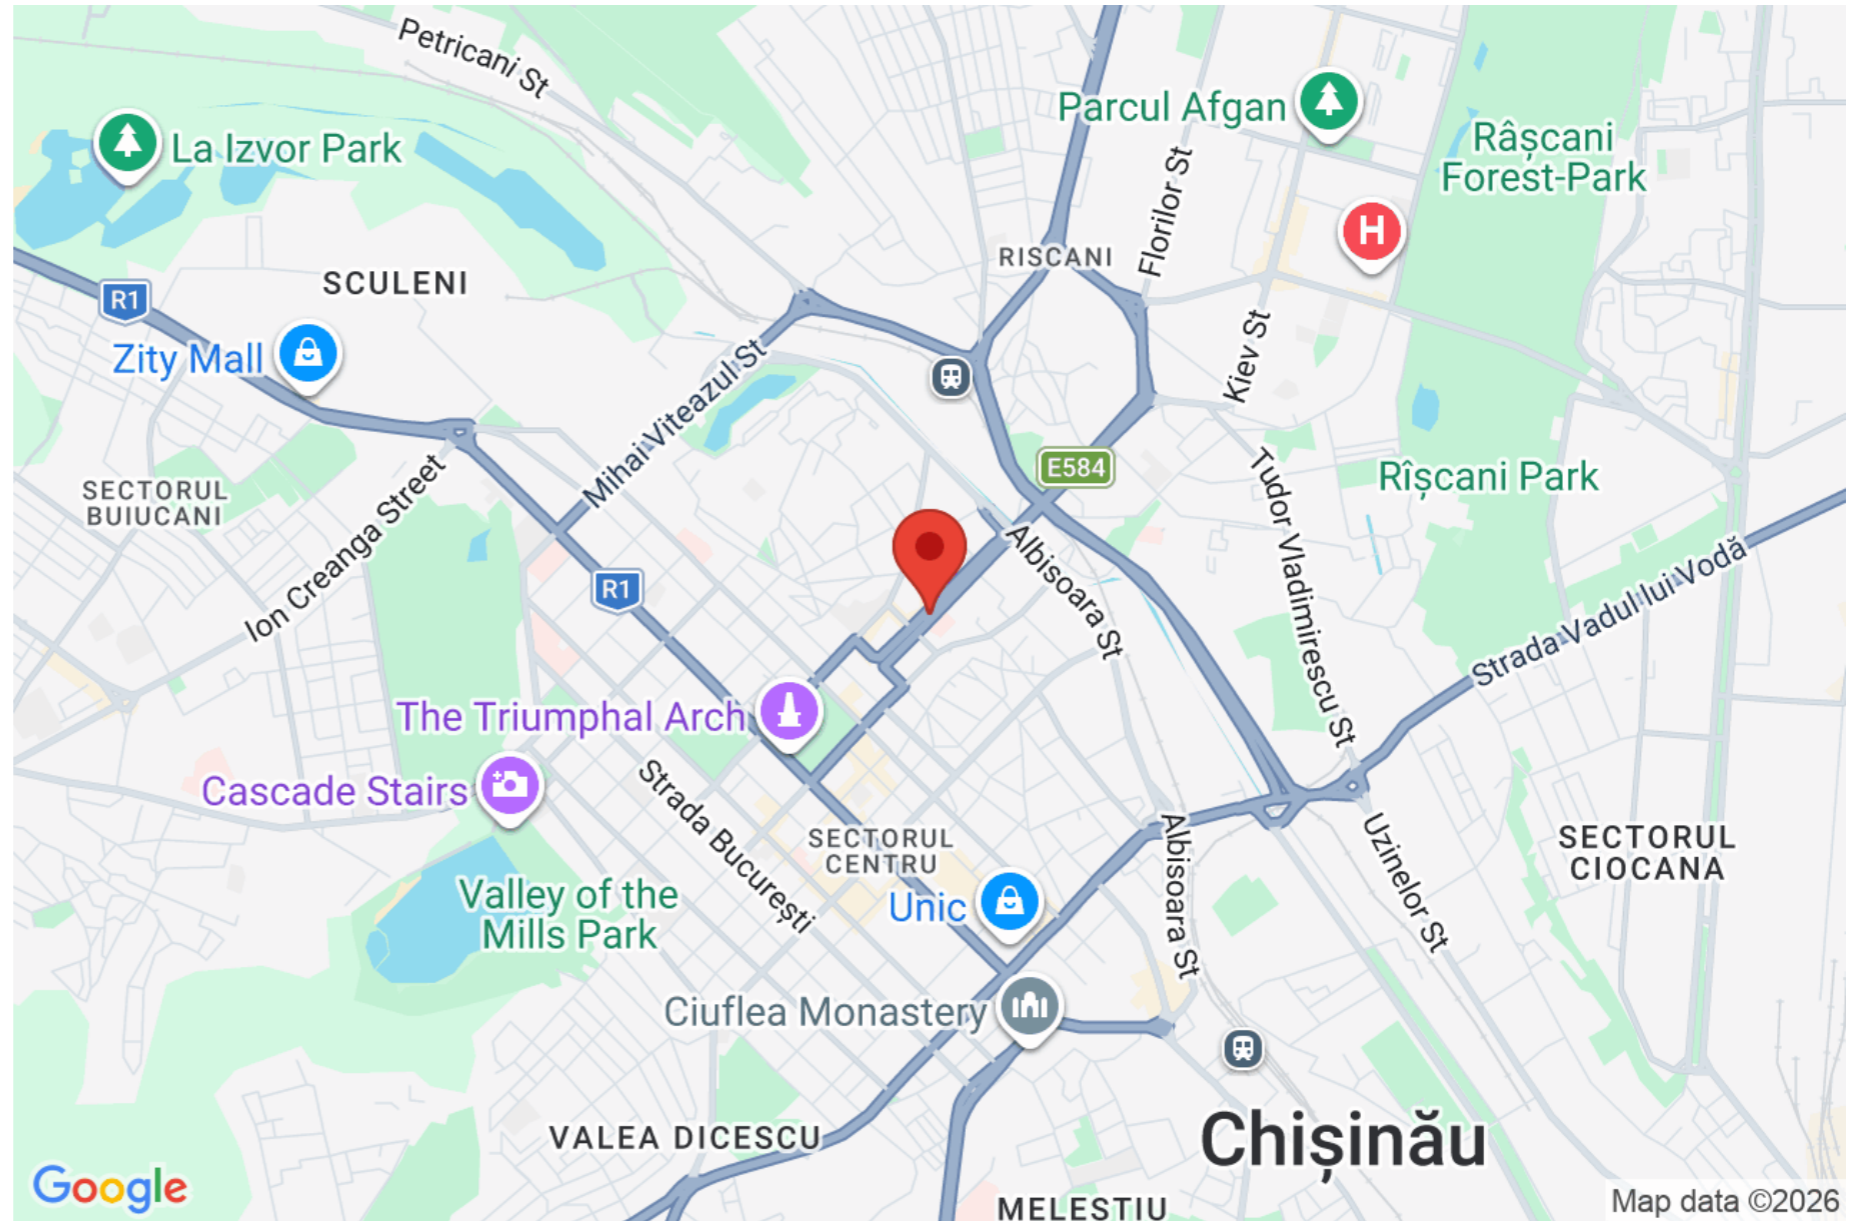 Petricani St
Parcul Afgan
La Izvor Park
Râșcani
Forest-Park
Florilor St
H
RISCANI
SCULENI
R1
Zity Mall
Kiev St
Mihai Viteazul St
E584
Ion Creanga Street
SECTORUL
BUIUCANI
Rîșcani Park
Tudor Vladimirescu St
Albisoara St
R1
Strada Vadul lui Vodă
The Triumphal Arch
Cascade Stairs
Strada București
SECTORUL
CENTRU
Albisoara St
Uzinelor St
SECTORUL
CIOCANA
Unic
Valley of the
Mills Park
Ciuflea Monastery
VALEA DICESCU
Chișinău
Google
MELESTIU
Map data ©2026